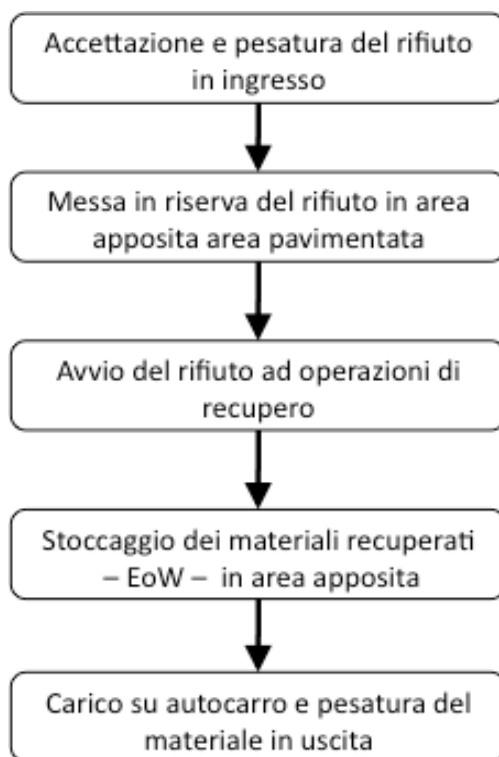 Accettazione e pesatura del rifiuto
in ingresso
Messa in riserva del rifiuto in area
apposita area pavimentata
Avvio del rifiuto ad operazioni di
recupero
Stoccaggio dei materiali recuperati
– EoW – in area apposita
Carico su autocarro e pesatura del
materiale in uscita